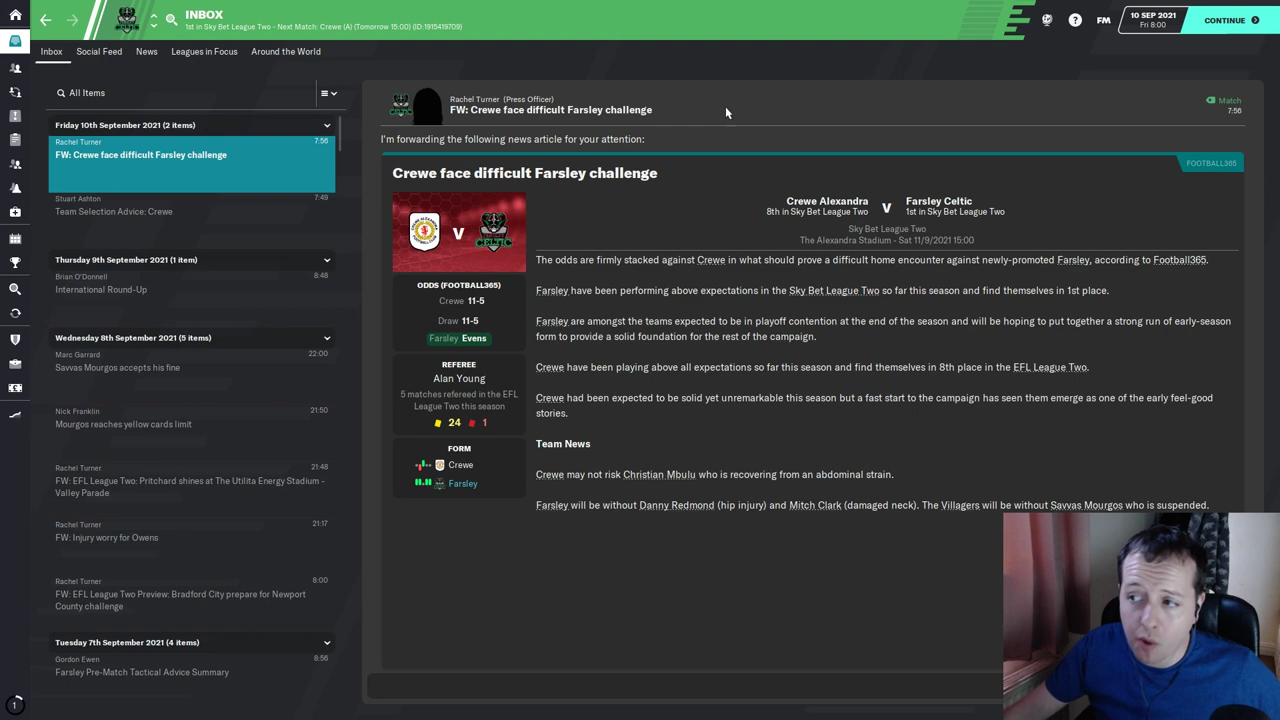 INBOX
1st in Sky Bet League Two - Next Match: Crewe (A) (Tomorrow 15:00) (ID:1915419709)
FM
10 SEP 2021
Fri 8:00
CONTINUE
Inbox
Social Feed
News
Leagues in Focus
Around the World
All Items
Friday 10th September 2021 (2 items)
Rachel Turner
7:56
FW: Crewe face difficult Farsley challenge
Stuart Ashton
7:49
Team Selection Advice: Crewe
Thursday 9th September 2021 (1 item)
Brian O'Donnell
8:48
International Round-Up
Wednesday 8th September 2021 (5 items)
Marc Garrard
22:00
Savvas Mourgos accepts his fine
Nick Franklin
21:50
Mourgos reaches yellow cards limit
Rachel Turner
21:48
FW: EFL League Two: Pritchard shines at The Utilita Energy Stadium -
Valley Parade
Rachel Turner
21:17
FW: Injury worry for Owens
Rachel Turner
8:00
FW: EFL League Two Preview: Bradford City prepare for Newport
County challenge
Tuesday 7th September 2021 (4 items)
Gordon Ewen
8:56
Farsley Pre-Match Tactical Advice Summary
1
Rachel Turner (Press Officer)
FW: Crewe face difficult Farsley challenge
Match
7:56
I'm forwarding the following news article for your attention:
FOOTBALL365
Crewe face difficult Farsley challenge
V
CELTIC
Crewe Alexandra
8th in Sky Bet League Two
V
Farsley Celtic
1st in Sky Bet League Two
Sky Bet League Two
The Alexandra Stadium - Sat 11/9/2021 15:00
ODDS (FOOTBALL365)
Crewe 11-5
Draw 11-5
Farsley Evens
REFEREE
Alan Young
5 matches refereed in the EFL
League Two this season
24
1
FORM
Crewe
Farsley
The odds are firmly stacked against Crewe in what should prove a difficult home encounter against newly-promoted Farsley, according to Football365.
Farsley have been performing above expectations in the Sky Bet League Two so far this season and find themselves in 1st place.
Farsley are amongst the teams expected to be in playoff contention at the end of the season and will be hoping to put together a strong run of early-season
form to provide a solid foundation for the rest of the campaign.
Crewe have been playing above all expectations so far this season and find themselves in 8th place in the EFL League Two.
Crewe had been expected to be solid yet unremarkable this season but a fast start to the campaign has seen them emerge as one of the early feel-good
stories.
Team News
Crewe may not risk Christian Mbulu who is recovering from an abdominal strain.
Farsley will be without Danny Redmond (hip injury) and Mitch Clark (damaged neck). The Villagers will be without Savvas Mourgos who is suspended.